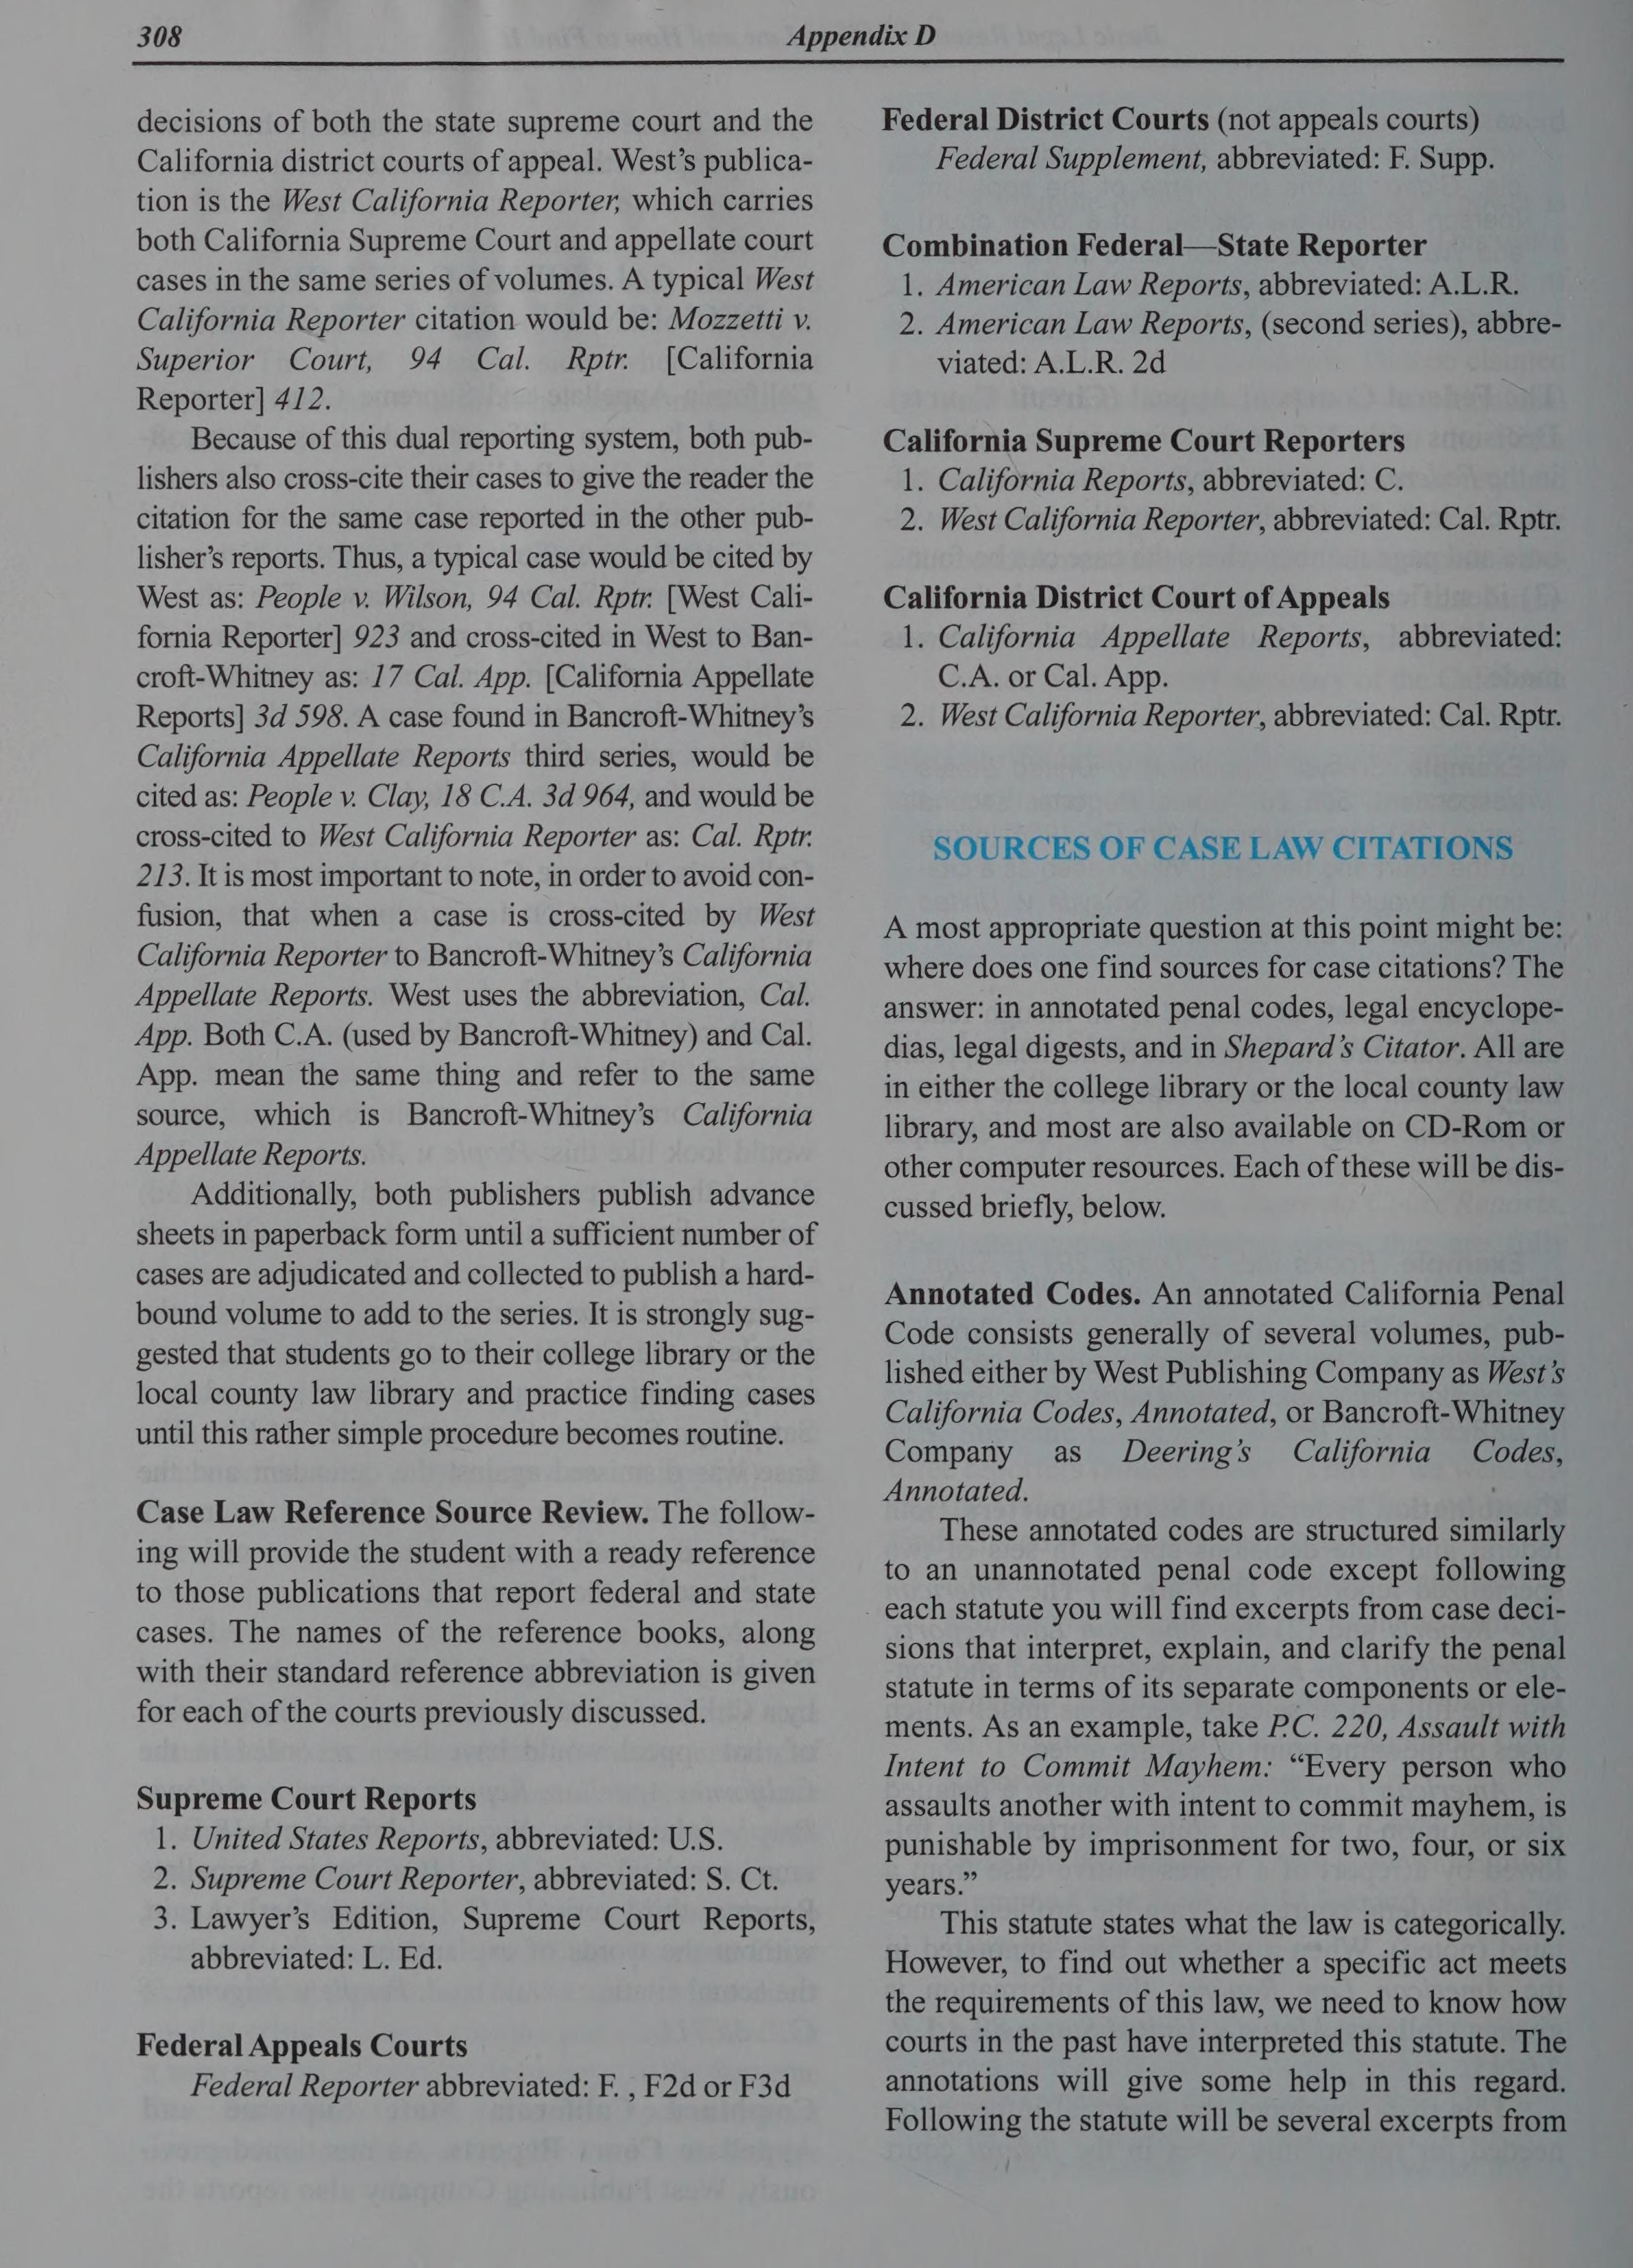 308
Appendix D
decisions of both the state supreme court and the
California district courts of appeal. West's publica-
tion is the West California Reporter, which carries
both California Supreme Court and appellate court
cases in the same series of volumes. A typical West
California Reporter citation would be: Mozzetti v.
Superior Court, 94 Cal. Rptr. [California
Reporter] 412.
Because of this dual reporting system, both pub-
lishers also cross-cite their cases to give the reader the
citation for the same case reported in the other pub-
lisher's reports. Thus, a typical case would be cited by
West as: People v. Wilson, 94 Cal. Rptr. [West Cali-
fornia Reporter] 923 and cross-cited in West to Ban-
croft-Whitney as: 17 Cal. App. [California Appellate
Reports] 3d 598. A case found in Bancroft-Whitney's
California Appellate Reports third series, would be
cited as: People v. Clay, 18 C.A. 3d 964, and would be
cross-cited to West California Reporter as: Cal. Rptr.
213. It is most important to note, in order to avoid con-
fusion, that when a case is cross-cited by West
California Reporter to Bancroft-Whitney's California
Appellate Reports. West uses the abbreviation, Cal.
App. Both C.A. (used by Bancroft-Whitney) and Cal.
App. mean the same thing and refer to the same
source, which is Bancroft-Whitney's California
Appellate Reports.
Additionally, both publishers publish advance
sheets in paperback form until a sufficient number of
cases are adjudicated and collected to publish a hard-
bound volume to add to the series. It is strongly sug-
gested that students go to their college library or the
local county law library and practice finding cases
until this rather simple procedure becomes routine.
Case Law Reference Source Review. The follow-
ing will provide the student with a ready reference
to those publications that report federal and state
cases. The names of the reference books, along
with their standard reference abbreviation is given
for each of the courts previously discussed.
Supreme Court Reports
1. United States Reports, abbreviated: U.S.
2. Supreme Court Reporter, abbreviated: S. Ct.
3. Lawyer's Edition, Supreme Court Reports,
abbreviated: L. Ed.
Federal Appeals Courts
Federal Reporter abbreviated: F. , F2d or F3d
Federal District Courts (not appeals courts)
Federal Supplement, abbreviated: F. Supp.
Combination Federal—State Reporter
1. American Law Reports, abbreviated: A.L.R.
2. American Law Reports, (second series), abbre-
viated: A.L.R. 2d
California Supreme Court Reporters
1. California Reports, abbreviated: C.
2. West California Reporter, abbreviated: Cal. Rptr.
California District Court of Appeals
1. California Appellate Reports, abbreviated:
C.A. or Cal. App.
2. West California Reporter, abbreviated: Cal. Rptr.
SOURCES OF CASE LAW CITATIONS
A most appropriate question at this point might be:
where does one find sources for case citations? The
answer: in annotated penal codes, legal encyclope-
dias, legal digests, and in Shepard's Citator. All are
in either the college library or the local county law
library, and most are also available on CD-Rom or
other computer resources. Each of these will be dis-
cussed briefly, below.
Annotated Codes. An annotated California Penal
Code consists generally of several volumes, pub-
lished either by West Publishing Company as West's
California Codes, Annotated, or Bancroft-Whitney
Company as Deering's California Codes,
Annotated.
These annotated codes are structured similarly
to an unannotated penal code except following
each statute you will find excerpts from case deci-
sions that interpret, explain, and clarify the penal
statute in terms of its separate components or ele-
ments. As an example, take P.C. 220, Assault with
Intent to Commit Mayhem: “Every person who
assaults another with intent to commit mayhem, is
punishable by imprisonment for two, four, or six
years.”
This statute states what the law is categorically.
However, to find out whether a specific act meets
the requirements of this law, we need to know how
courts in the past have interpreted this statute. The
annotations will give some help in this regard.
Following the statute will be several excerpts from